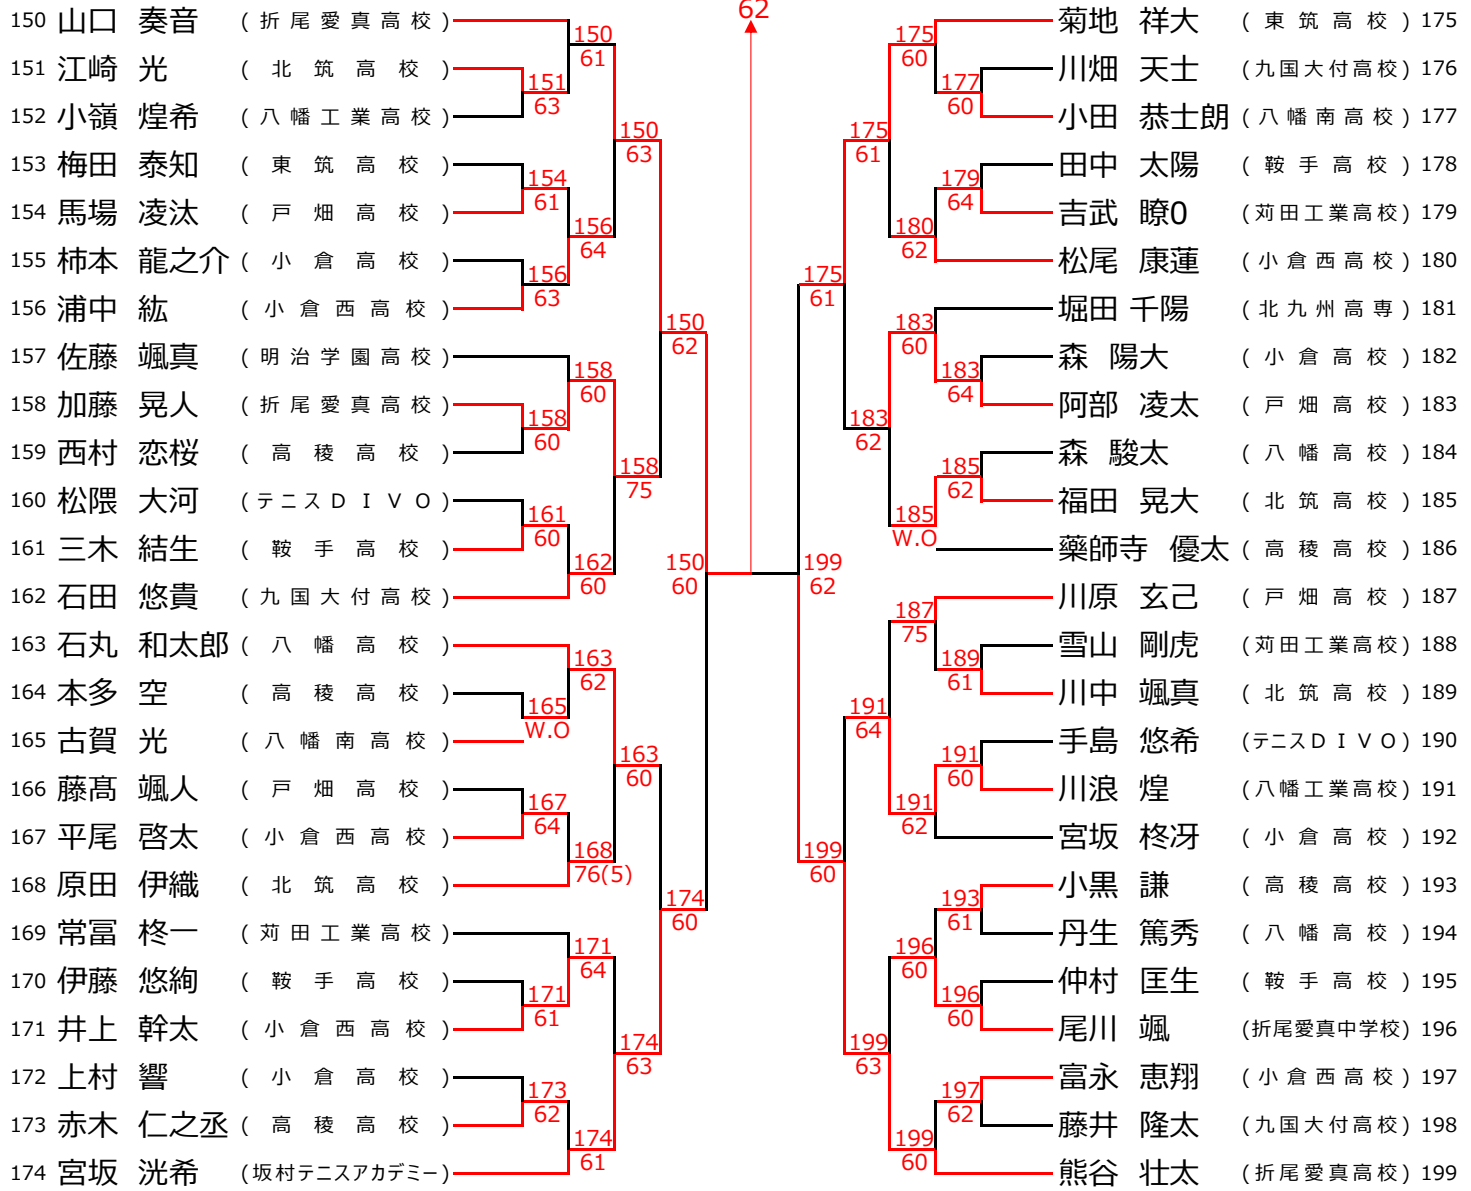 62
150 山口 奏音 (折尾愛真高校)
151 江崎 光 (北筑高校)
152 小嶺 煌希 (八幡工業高校)
153 梅田 泰知 (東筑高校)
154 馬場 凌汰 (戸畑高校)
155 柿本 龍之介 (小倉高校)
156 浦中 紘 (小倉西高校)
157 佐藤 颯真 (明治学園高校)
158 加藤 晃人 (折尾愛真高校)
159 西村 恋桜 (高稜高校)
160 松隈 大河 (テニスDIVO)
161 三木 結生 (鞍手高校)
162 石田 悠貴 (九国大付高校)
163 石丸 和太郎 (八幡高校)
164 本多 空 (高稜高校)
165 古賀 光 (八幡南高校)
166 藤髙 颯人 (戸畑高校)
167 平尾 啓太 (小倉西高校)
168 原田 伊織 (北筑高校)
169 常冨 柊一 (苅田工業高校)
170 伊藤 悠絢 (鞍手高校)
171 井上 幹太 (小倉西高校)
172 上村 響 (小倉高校)
173 赤木 仁之丞 (高稜高校)
174 宮坂 洸希 (坂村テニスアカデミー)
151
63
154
61
156
63
158
60
161
60
165
W.O
167
64
171
61
173
62
150
61
156
64
158
60
162
60
163
62
168
76(5)
171
64
174
61
150
63
158
75
163
60
174
63
150
62
174
60
150
60
199
62
175
61
199
60
175
61
183
62
191
64
199
63
175
60
180
62
183
60
185
W.O
187
75
191
62
196
60
199
60
177
60
179
64
183
64
185
62
189
61
191
60
193
61
196
60
197
62
菊地 祥大 (東筑高校) 175
川畑 天士 (九国大付高校) 176
小田 恭士朗 (八幡南高校) 177
田中 太陽 (鞍手高校) 178
吉武 瞭0 (苅田工業高校) 179
松尾 康蓮 (小倉西高校) 180
堀田 千陽 (北九州高専) 181
森 陽大 (小倉高校) 182
阿部 凌太 (戸畑高校) 183
森 駿太 (八幡高校) 184
福田 晃大 (北筑高校) 185
藥師寺 優太 (高稜高校) 186
川原 玄己 (戸畑高校) 187
雪山 剛虎 (苅田工業高校) 188
川中 颯真 (北筑高校) 189
手島 悠希 (テニスDIVO) 190
川浪 煌 (八幡工業高校) 191
宮坂 柊冴 (小倉高校) 192
小黒 謙 (高稜高校) 193
丹生 篤秀 (八幡高校) 194
仲村 匡生 (鞍手高校) 195
尾川 颯 (折尾愛真中学校) 196
富永 恵翔 (小倉西高校) 197
藤井 隆太 (九国大付高校) 198
熊谷 壮太 (折尾愛真高校) 199